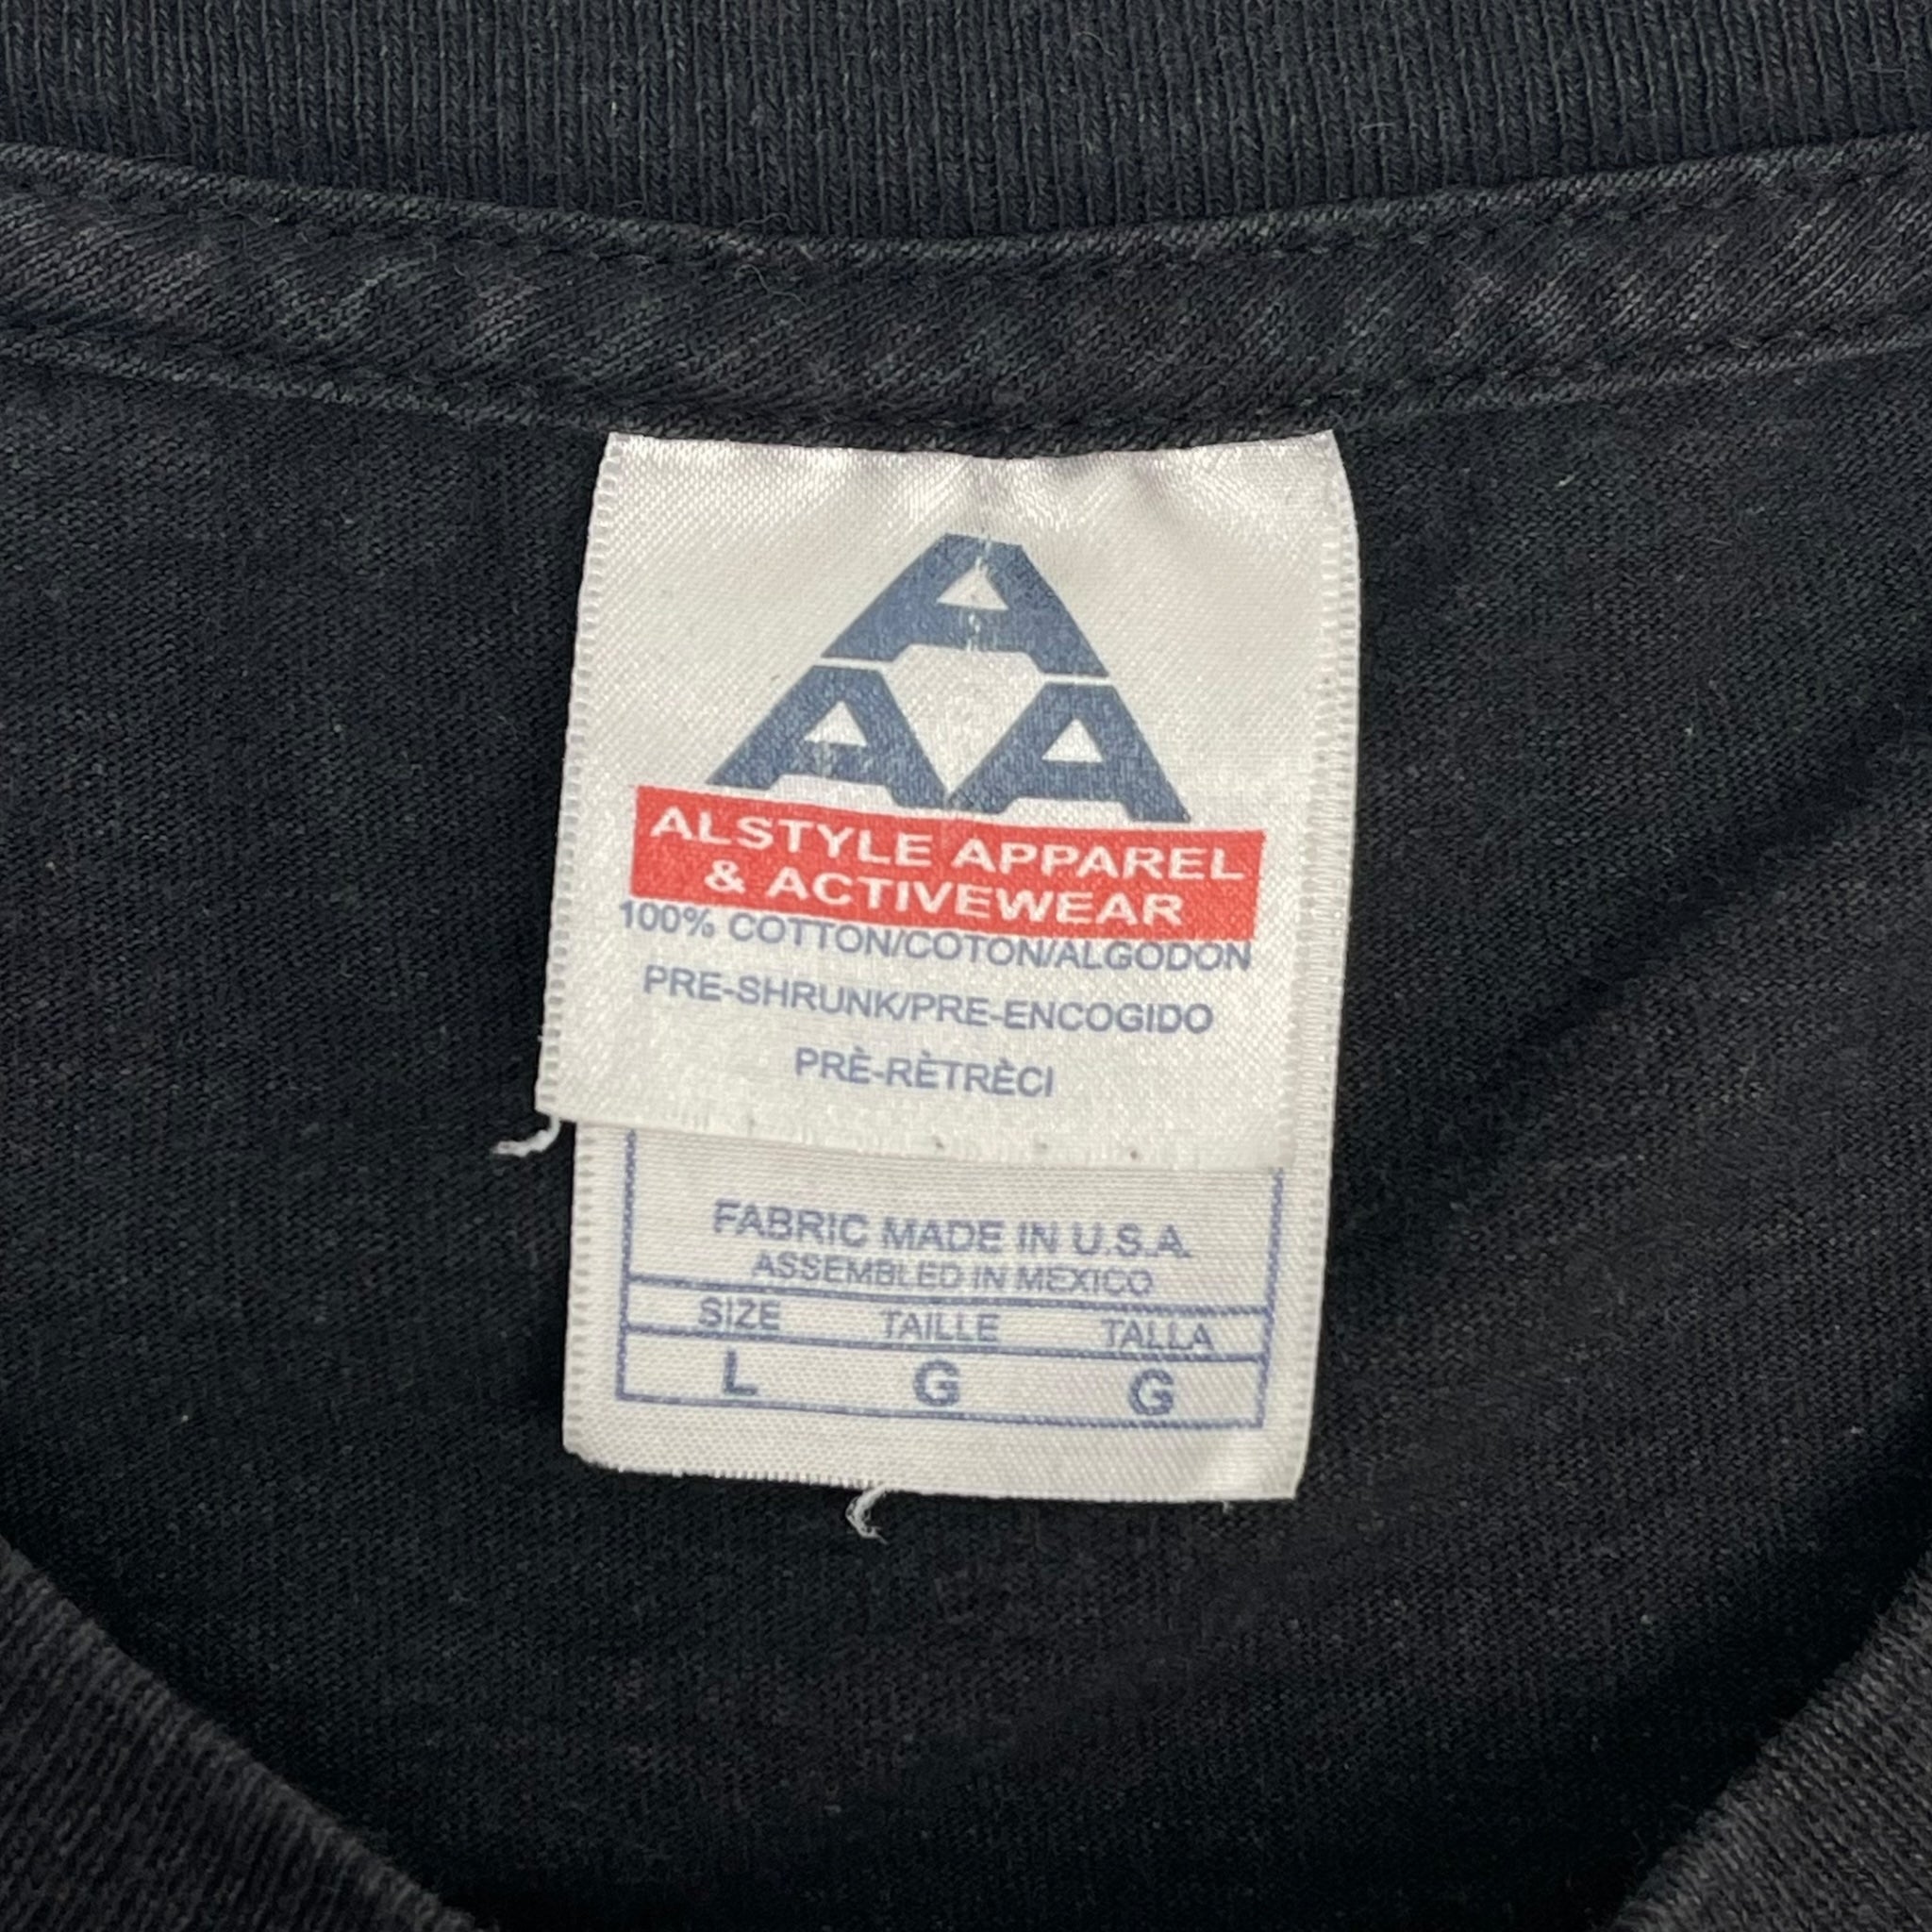 A
A A
ALSTYLE APPAREL
& ACTIVEWEAR
100% COTTON/COTON/ALGODON
PRE-SHRUNK/PRE-ENCOGIDO
PRÈ-RÈTRÈCI
FABRIC MADE IN U.S.A.
ASSEMBLED IN MEXICO
SIZE TAILLE TALLA
L G G